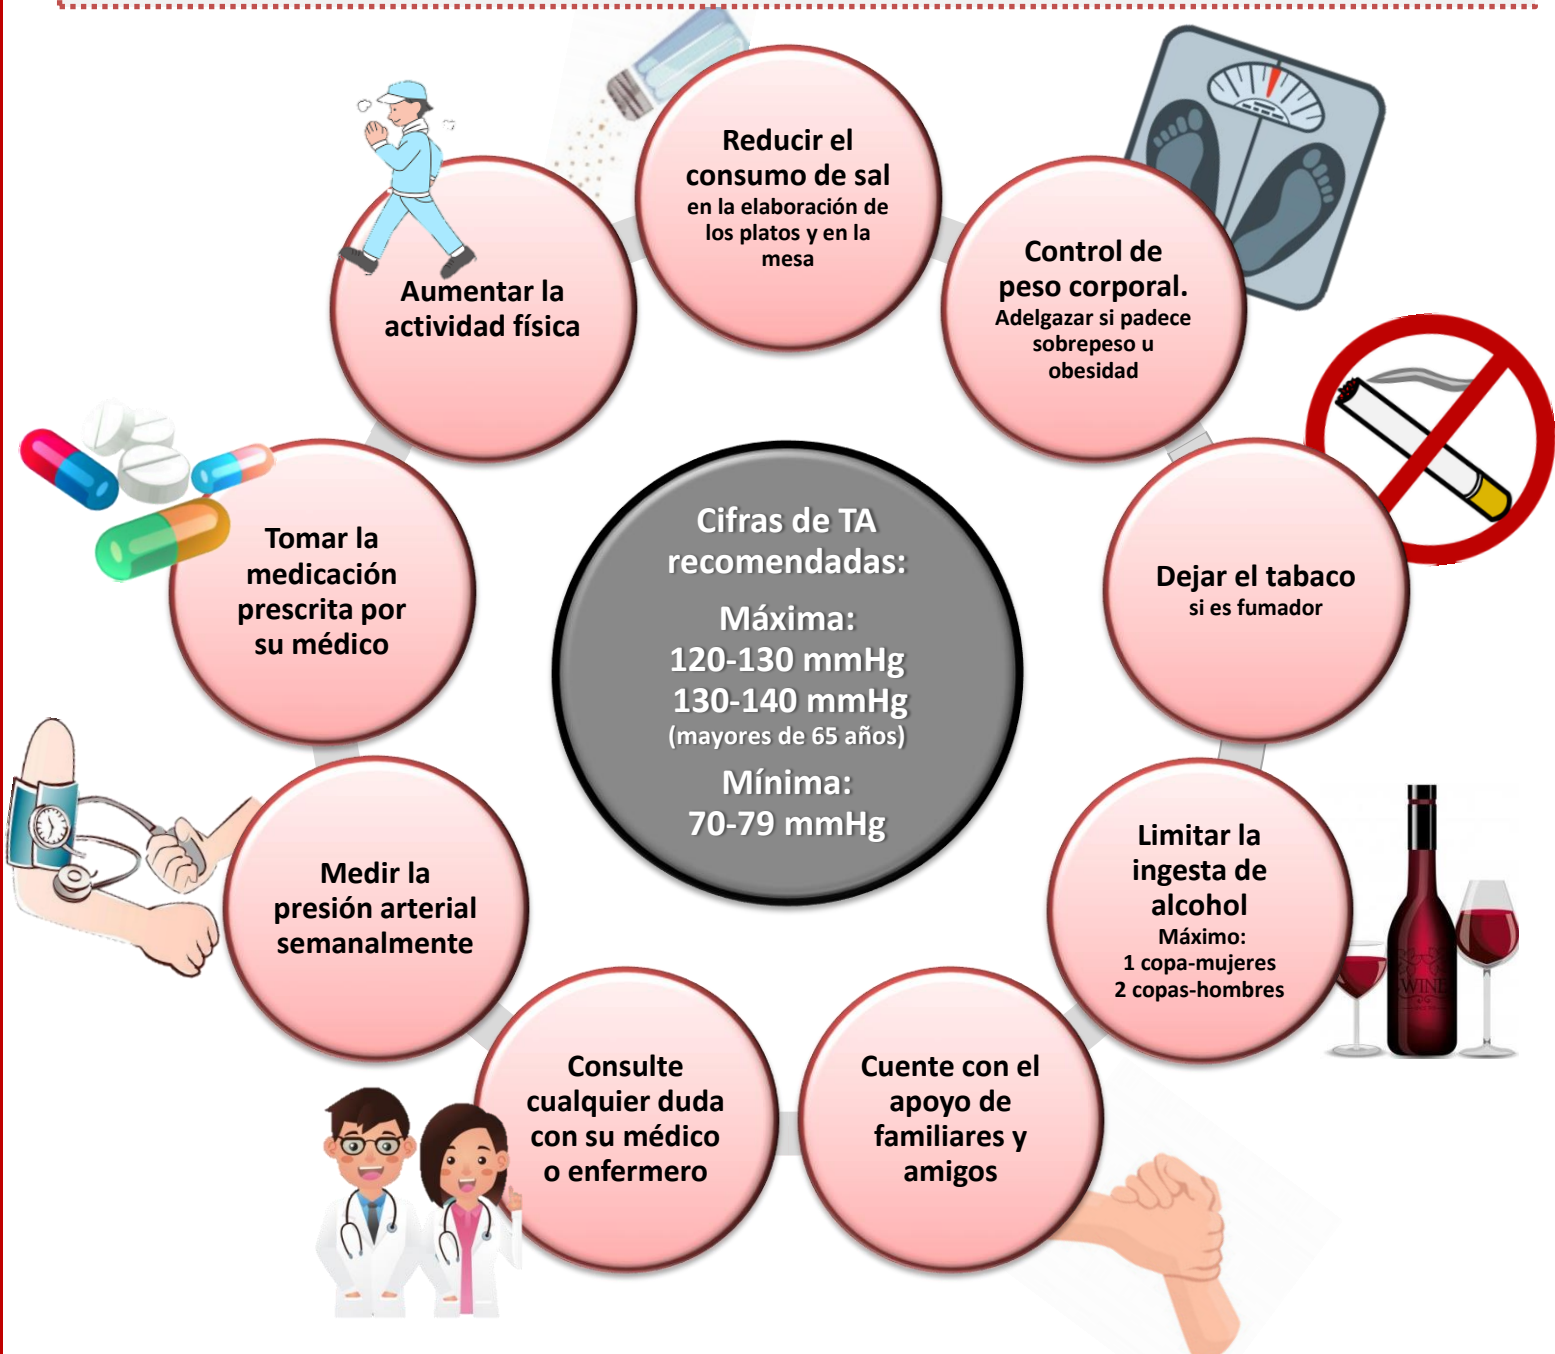 Reducir el
consumo de sal
en la elaboración de
los platos y en la
mesa
Control de
peso corporal.
Adelgazar si padece
sobrepeso u
obesidad
Dejar el tabaco
si es fumador
Limitar la
ingesta de
alcohol
Máximo:
1 copa-mujeres
2 copas-hombres
WINE
Cuente con el
apoyo de
familiares y
amigos
Consulte
cualquier duda
con su médico
o enfermero
Medir la
presión arterial
semanalmente
Tomar la
medicación
prescrita por
su médico
Aumentar la
actividad física
Cifras de TA
recomendadas:
Máxima:
120-130 mmHg
130-140 mmHg
(mayores de 65 años)
Mínima:
70-79 mmHg